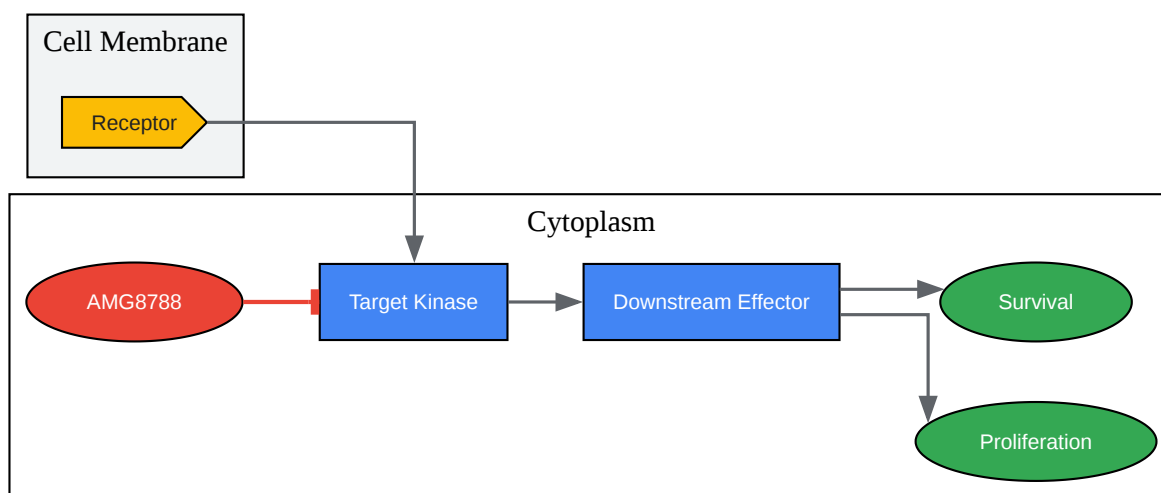 Cell Membrane
Receptor
Cytoplasm
AMG8788
Target Kinase
Downstream Effector
Survival
Proliferation